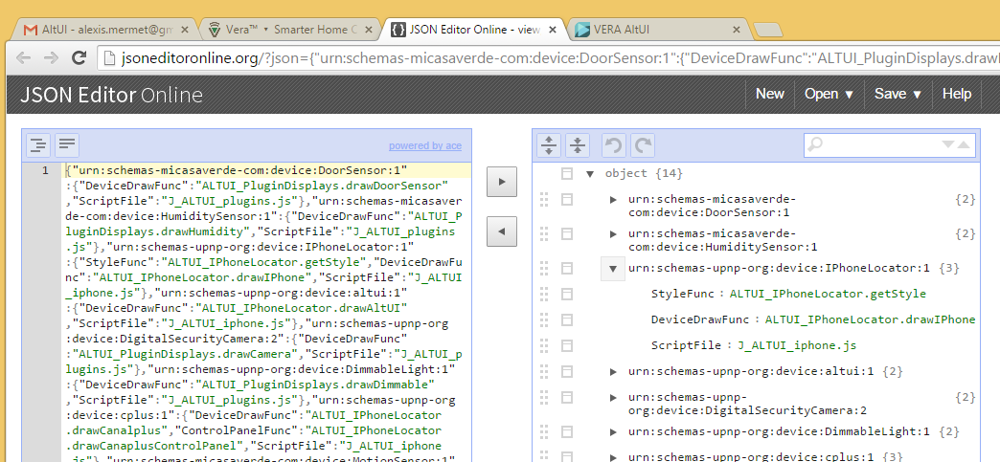 AltUI - alexis.mermet@gm
Vera™ • Smarter Home C
JSON Editor Online - view
VERA AltUI
jsoneditoronline.org/?json={"urn:schemas-micasaverde-com:device:DoorSensor:1":{"DeviceDrawFunc":"ALTUI_PluginDisplays.draw
JSON Editor Online
New Open ▼ Save ▼ Help
powered by ace
1 {"urn:schemas-micasaverde-com:device:DoorSensor:1"
:{"DeviceDrawFunc":"ALTUI_PluginDisplays.drawDoorSensor"
,"ScriptFile":"J_ALTUI_plugins.js"},"urn:schemas-micasaver
de-com:device:HumiditySensor:1":{"DeviceDrawFunc":"ALTUI_P
luginDisplays.drawHumidity","ScriptFile":"J_ALTUI_plugins
.js"},"urn:schemas-upnp-org:device:IPhoneLocator:1"
:{"StyleFunc":"ALTUI_IPhoneLocator.getStyle","DeviceDrawFu
nc":"ALTUI_IPhoneLocator.drawIPhone","ScriptFile":"J_ALTUI
_iphone.js"},"urn:schemas-upnp-org:device:altui:1"
:{"DeviceDrawFunc":"ALTUI_IPhoneLocator.drawAltUI"
,"ScriptFile":"J_ALTUI_iphone.js"},"urn:schemas-upnp-org
:device:DigitalSecurityCamera:2":{"DeviceDrawFunc"
:"ALTUI_PluginDisplays.drawCamera","ScriptFile":"J_ALTUI_p
lugins.js"},"urn:schemas-upnp-org:device:DimmableLight:1"
:{"DeviceDrawFunc":"ALTUI_PluginDisplays.drawDimmable"
,"ScriptFile":"J_ALTUI_plugins.js"},"urn:schemas-upnp-org
:device:cplus:1":{"DeviceDrawFunc":"ALTUI_IPhoneLocator
.drawCanalplus","ControlPanelFunc":"ALTUI_IPhoneLocator
.drawCanaplusControlPanel","ScriptFile":"J_ALTUI_iphone
.js"},"urn:schemas-micasaverde-com:device:MotionSensor:1"
object {14}
urn:schemas-micasaverde- {2}
com:device:DoorSensor:1
urn:schemas-micasaverde- {2}
com:device:HumiditySensor:1
urn:schemas-upnp-org:device:IPhoneLocator:1 {3}
StyleFunc : ALTUI_IPhoneLocator.getStyle
DeviceDrawFunc : ALTUI_IPhoneLocator.drawIPhone
ScriptFile : J_ALTUI_iphone.js
urn:schemas-upnp-org:device:altui:1 {2}
urn:schemas-upnp- {2}
org:device:DigitalSecurityCamera:2
urn:schemas-upnp-org:device:DimmableLight:1 {2}
urn:schemas-upnp-org:device:cplus:1 {3}